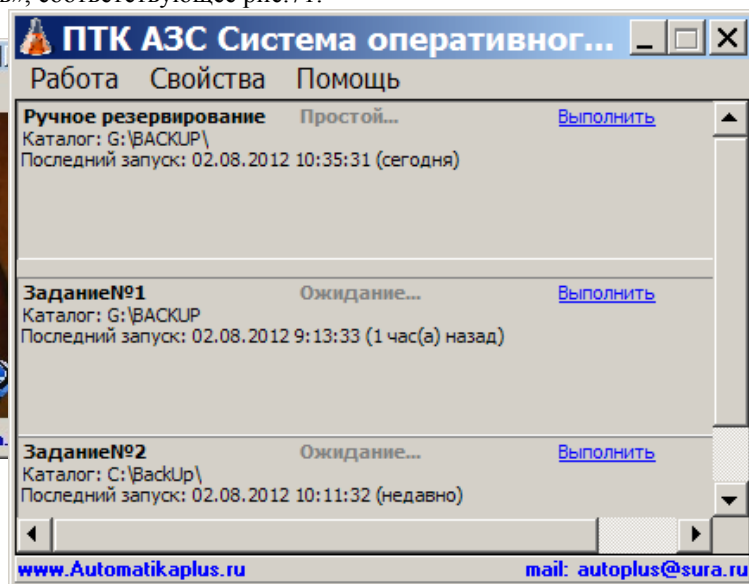 ПТК АЗС Система оперативног...
Работа Свойства Помощь
Ручное резервирование Простой... Выполнить
Каталог: G:\BACKUP\
Последний запуск: 02.08.2012 10:35:31 (сегодня)
Задание№1 Ожидание... Выполнить
Каталог: G:\BACKUP
Последний запуск: 02.08.2012 9:13:33 (1 час(а) назад)
Задание№2 Ожидание... Выполнить
Каталог: C:\BackUp\
Последний запуск: 02.08.2012 10:11:32 (недавно)
www.Automatikaplus.ru mail: autoplus@sura.ru